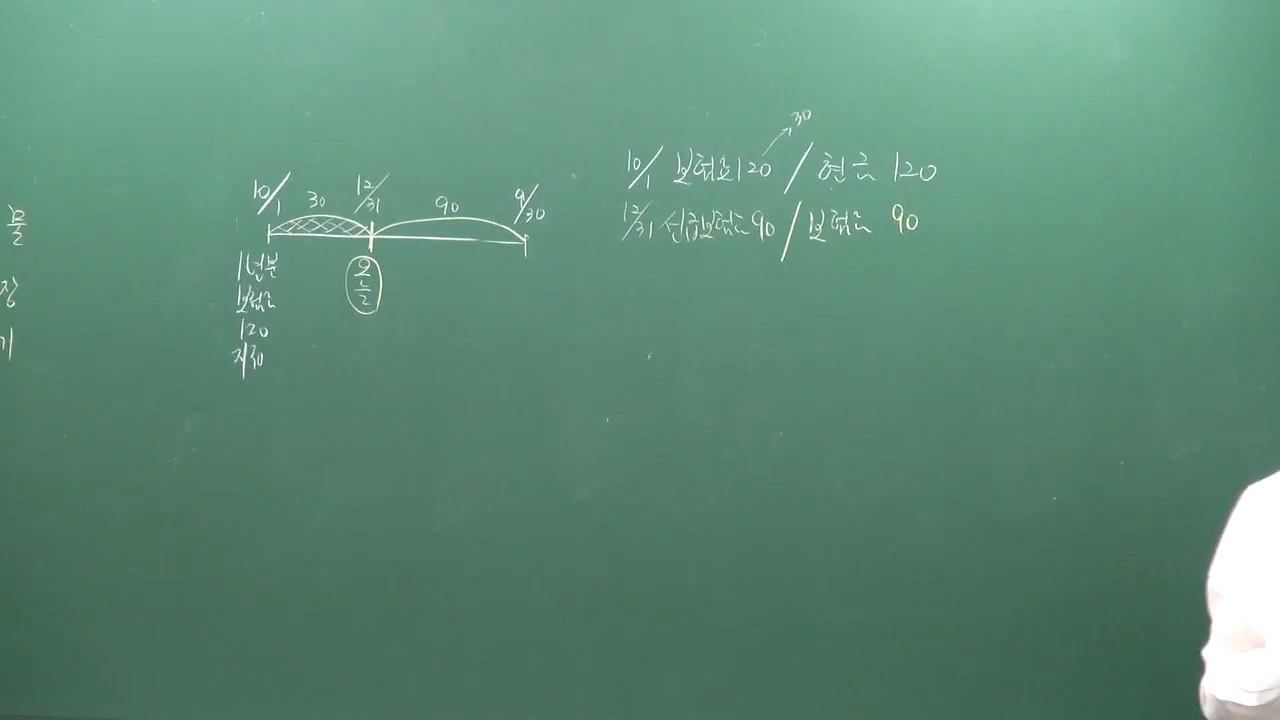 10/1 30 12/31 90 9/30
1년분
보험료
120
지급
오늘
10/1 보험료 120 / 현금 120
30
12/31 선급보험료 90 / 보험료 90
장
기